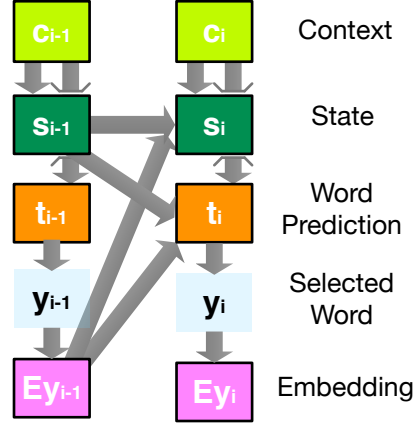 cᵢ₋₁ cᵢ Context
sᵢ₋₁ sᵢ State
tᵢ₋₁ tᵢ Word
Prediction
yᵢ₋₁ yᵢ Selected
Word
Eyᵢ₋₁ Eyᵢ Embedding